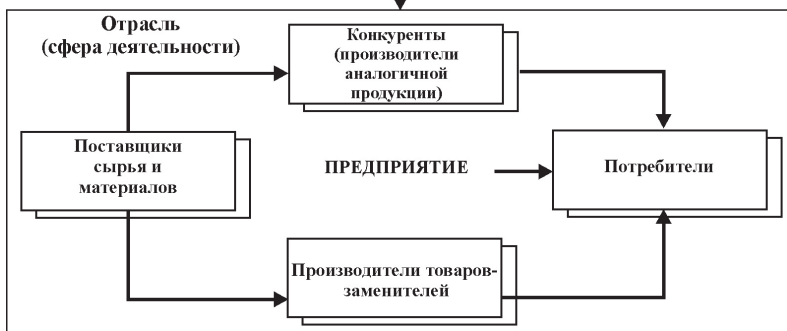 Отрасль
(сфера деятельности)
Конкуренты
(производители
аналогичной
продукции)
Поставщики
сырья и
материалов
ПРЕДПРИЯТИЕ
Потребители
Производители товаров-
заменителей